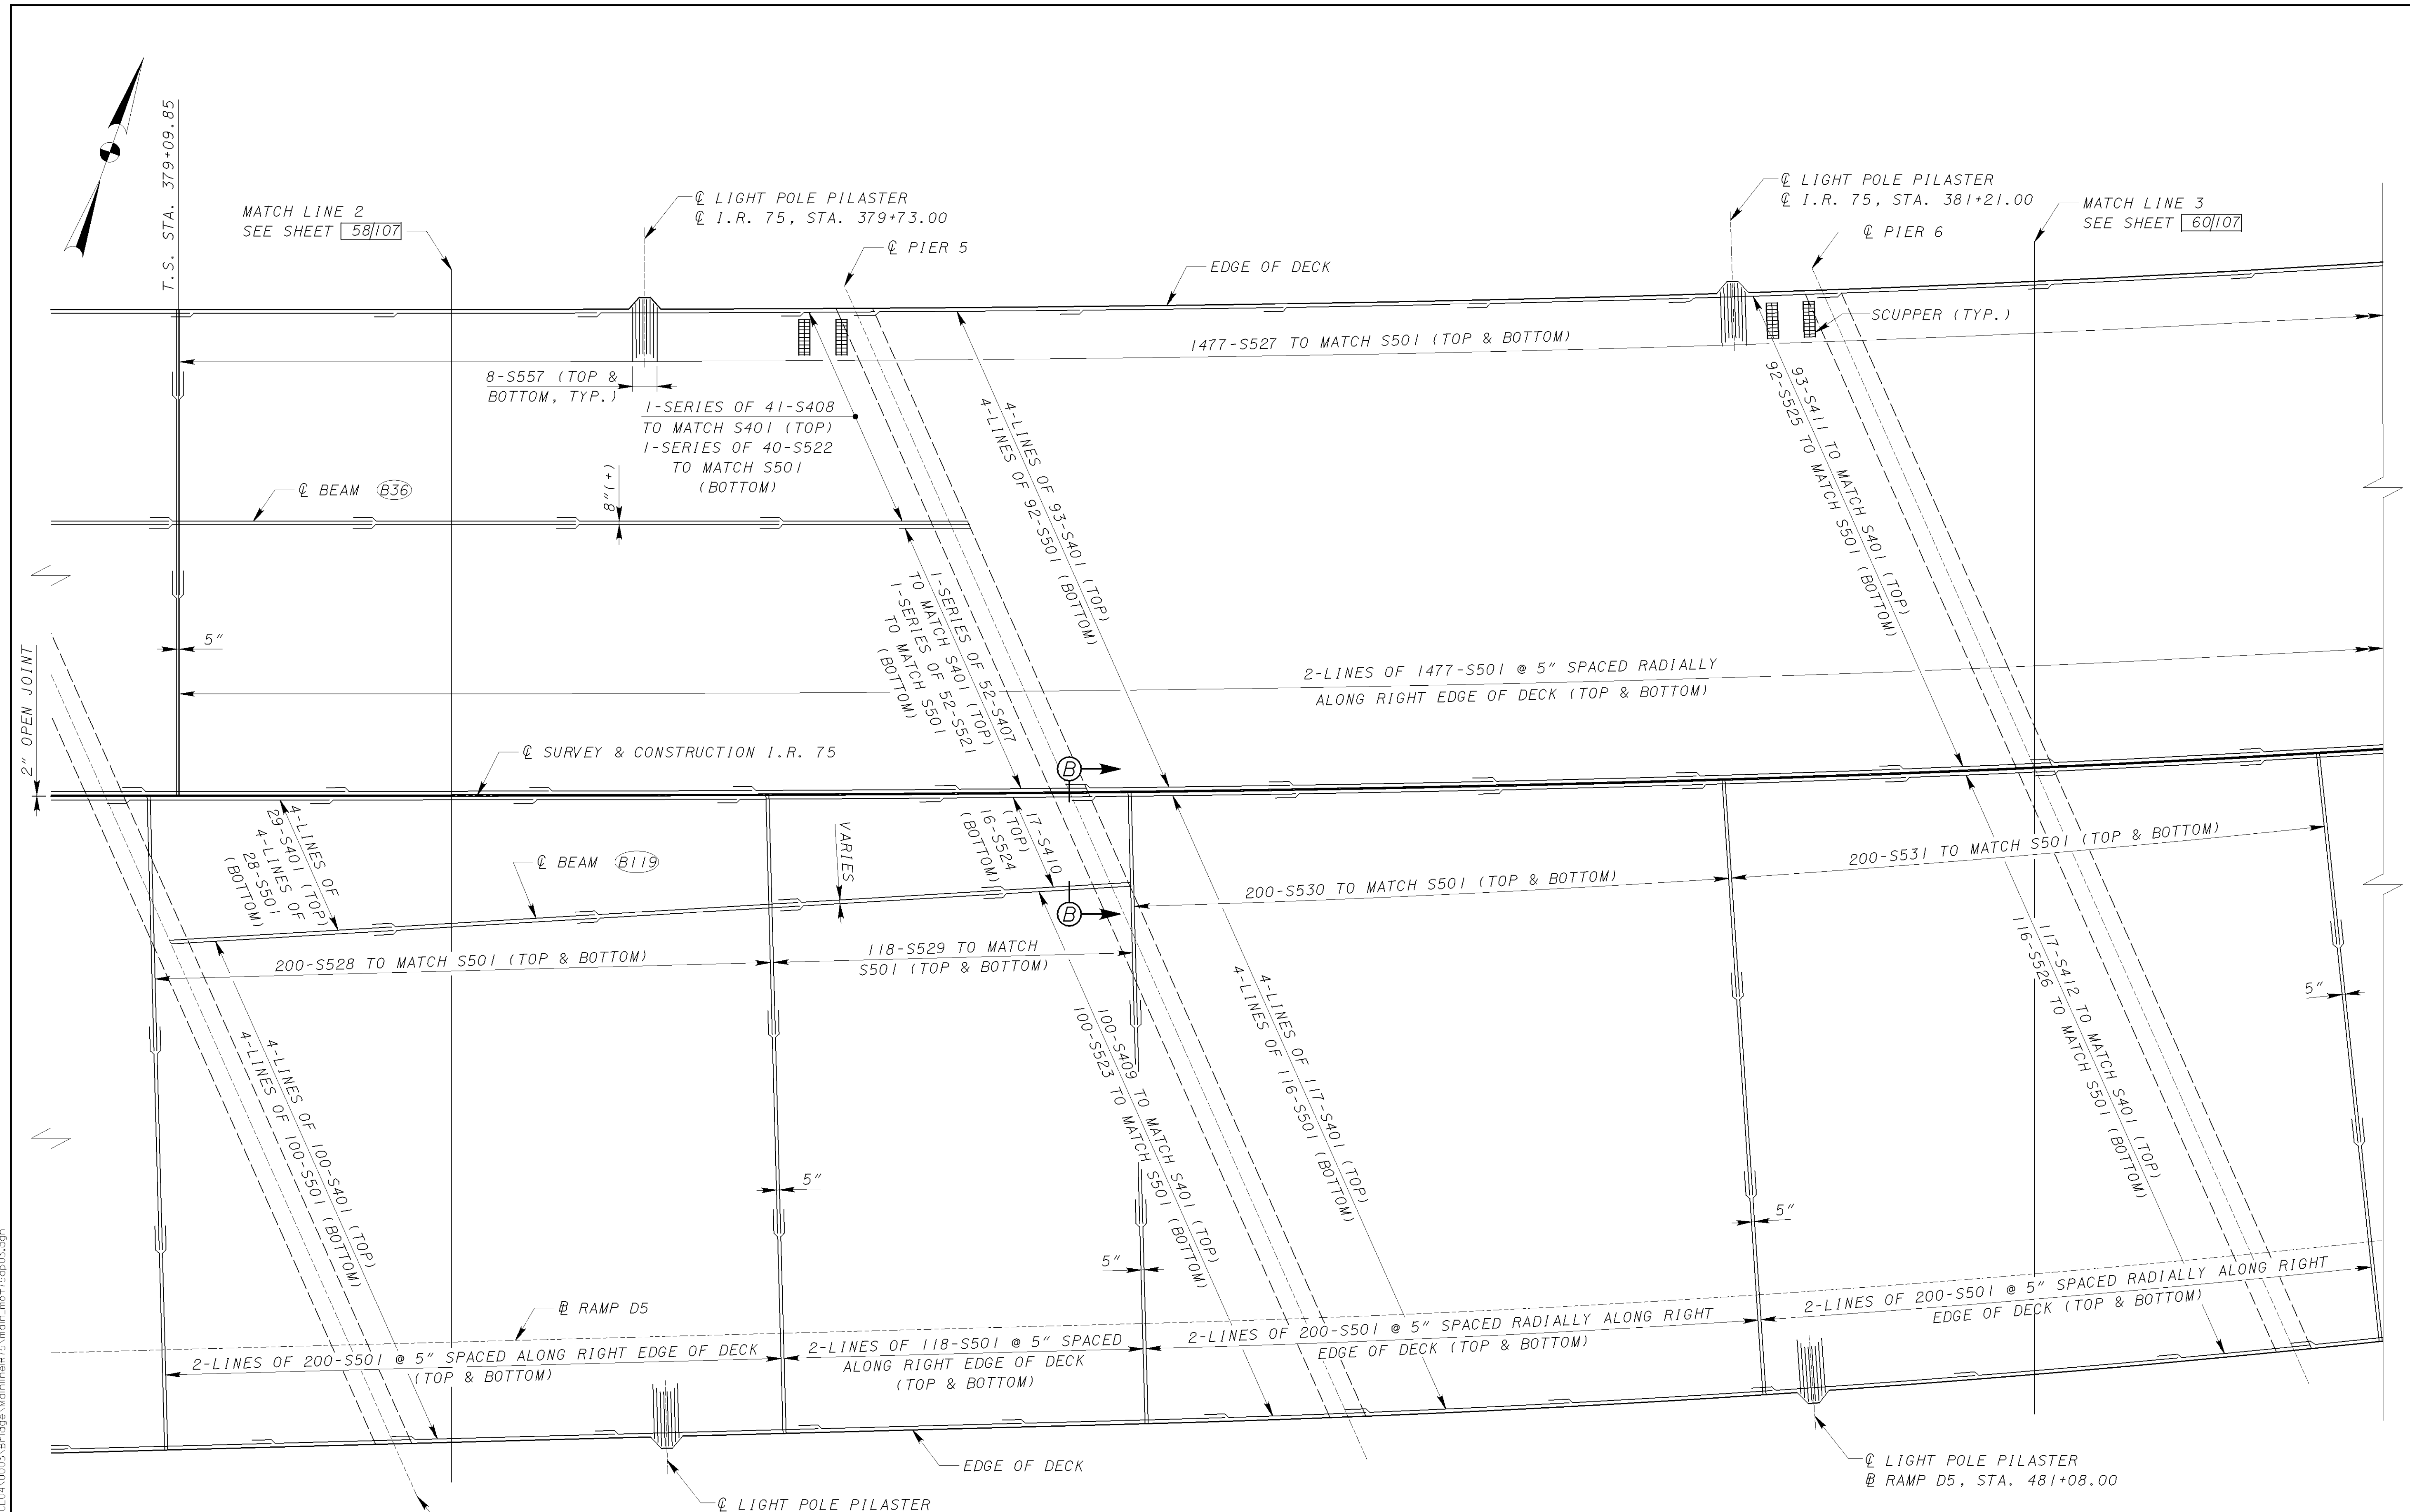 T.S. STA. 379+09.85
MATCH LINE 2
SEE SHEET 58/107
℄ LIGHT POLE PILASTER
℄ I.R. 75, STA. 379+73.00
℄ PIER 5
EDGE OF DECK
℄ LIGHT POLE PILASTER
℄ I.R. 75, STA. 381+21.00
℄ PIER 6
MATCH LINE 3
SEE SHEET 60/107
SCUPPER (TYP.)
1477-S527 TO MATCH S501 (TOP & BOTTOM)
8-S557 (TOP &
BOTTOM, TYP.)
1-SERIES OF 41-S408
TO MATCH S401 (TOP)
1-SERIES OF 40-S522
TO MATCH S501
(BOTTOM)
4-LINES OF 93-S401 (TOP)
4-LINES OF 92-S501 (BOTTOM)
93-S411 TO MATCH S401 (TOP)
92-S525 TO MATCH S501 (BOTTOM)
℄ BEAM B36
8"(+)
1-SERIES OF 52-S407
TO MATCH S401 (TOP)
1-SERIES OF 52-S521
TO MATCH S501
(BOTTOM)
5"
2" OPEN JOINT
2-LINES OF 1477-S501 @ 5" SPACED RADIALLY
ALONG RIGHT EDGE OF DECK (TOP & BOTTOM)
℄ SURVEY & CONSTRUCTION I.R. 75
B
4-LINES OF
29-S401 (TOP)
4-LINES OF
28-S501
(BOTTOM)
℄ BEAM B119
VARIES
17-S410
(TOP)
16-S524
(BOTTOM)
B
200-S530 TO MATCH S501 (TOP & BOTTOM)
200-S531 TO MATCH S501 (TOP & BOTTOM)
200-S528 TO MATCH S501 (TOP & BOTTOM)
118-S529 TO MATCH
S501 (TOP & BOTTOM)
4-LINES OF 100-S401 (TOP)
4-LINES OF 100-S501 (BOTTOM)
100-S409 TO MATCH S401 (TOP)
100-S523 TO MATCH S501 (BOTTOM)
4-LINES OF 117-S401 (TOP)
4-LINES OF 116-S501 (BOTTOM)
117-S412 TO MATCH S401 (TOP)
116-S526 TO MATCH S501 (BOTTOM)
5"
5"
5"
5"
RAMP D5
2-LINES OF 200-S501 @ 5" SPACED ALONG RIGHT EDGE OF DECK
(TOP & BOTTOM)
2-LINES OF 118-S501 @ 5" SPACED
ALONG RIGHT EDGE OF DECK
(TOP & BOTTOM)
2-LINES OF 200-S501 @ 5" SPACED RADIALLY ALONG RIGHT
EDGE OF DECK (TOP & BOTTOM)
2-LINES OF 200-S501 @ 5" SPACED RADIALLY ALONG RIGHT
EDGE OF DECK (TOP & BOTTOM)
EDGE OF DECK
℄ LIGHT POLE PILASTER
℄ LIGHT POLE PILASTER
RAMP D5, STA. 481+08.00